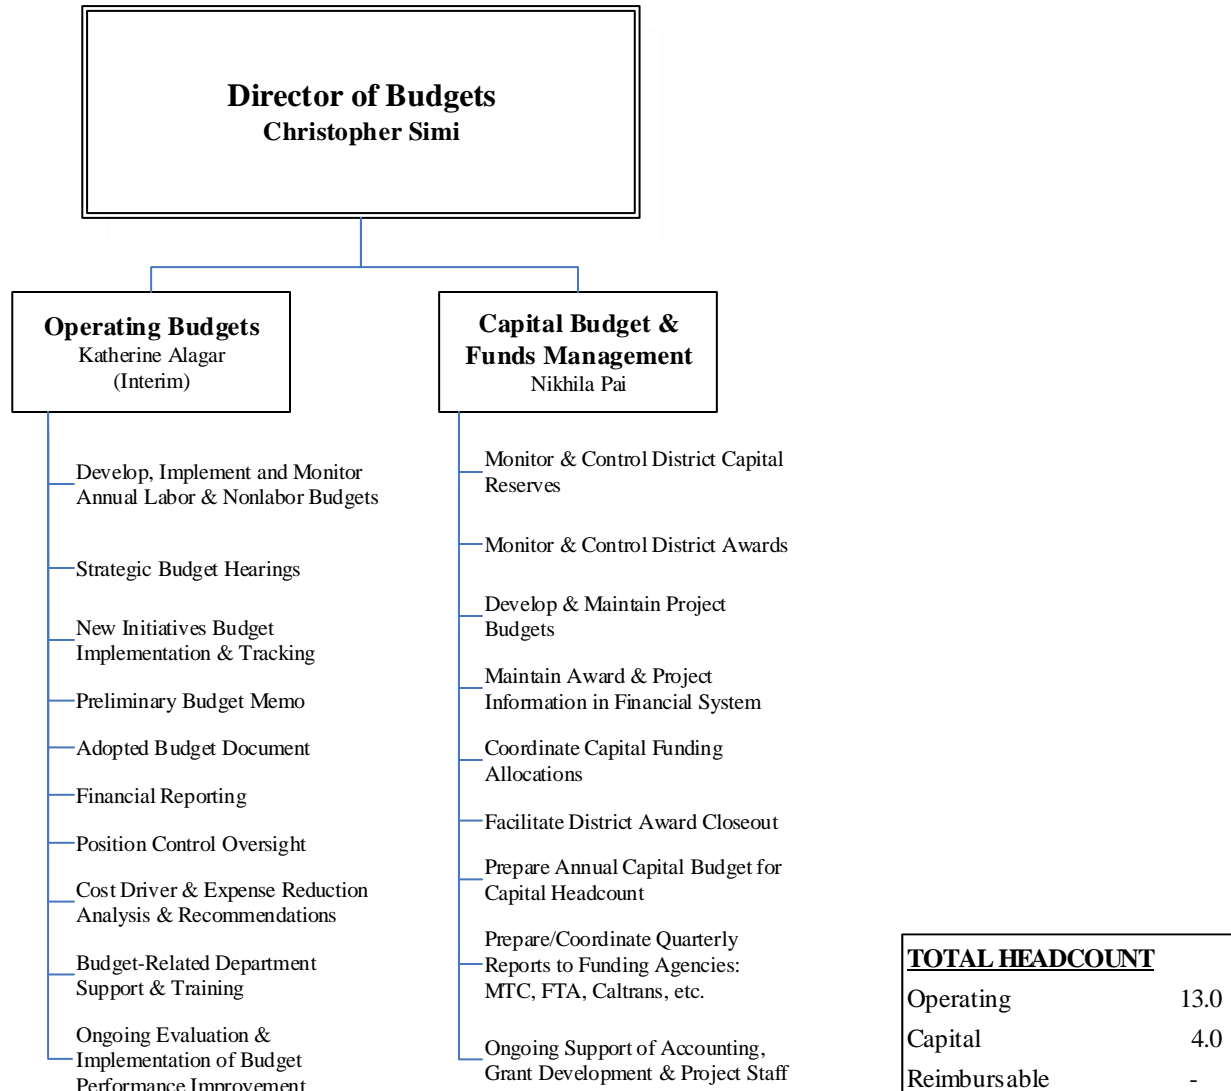 Director of Budgets
Christopher Simi
Operating Budgets
Katherine Alagar
(Interim)
Develop, Implement and Monitor
Annual Labor & Nonlabor Budgets
Strategic Budget Hearings
New Initiatives Budget
Implementation & Tracking
Preliminary Budget Memo
Adopted Budget Document
Financial Reporting
Position Control Oversight
Cost Driver & Expense Reduction
Analysis & Recommendations
Budget-Related Department
Support & Training
Ongoing Evaluation &
Implementation of Budget
Performance Improvement
Capital Budget &
Funds Management
Nikhila Pai
Monitor & Control District Capital
Reserves
Monitor & Control District Awards
Develop & Maintain Project
Budgets
Maintain Award & Project
Information in Financial System
Coordinate Capital Funding
Allocations
Facilitate District Award Closeout
Prepare Annual Capital Budget for
Capital Headcount
Prepare/Coordinate Quarterly
Reports to Funding Agencies:
MTC, FTA, Caltrans, etc.
Ongoing Support of Accounting,
Grant Development & Project Staff
TOTAL HEADCOUNT
Operating 13.0
Capital 4.0
Reimbursable -